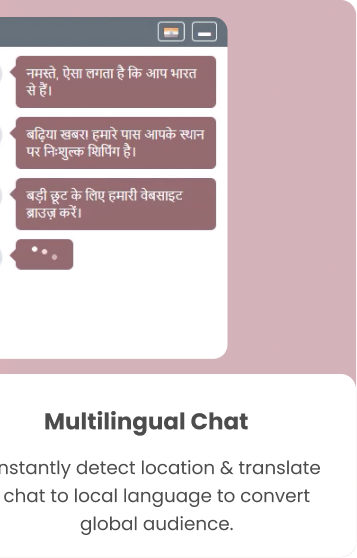 नमस्ते, ऐसा लगता है कि आप भारत
से हैं।
बढ़िया खबर! हमारे पास आपके स्थान
पर निःशुल्क शिपिंग है।
बड़ी छूट के लिए हमारी वेबसाइट
ब्राउज़ करें।
Multilingual Chat
nstantly detect location & translate
chat to local language to convert
global audience.